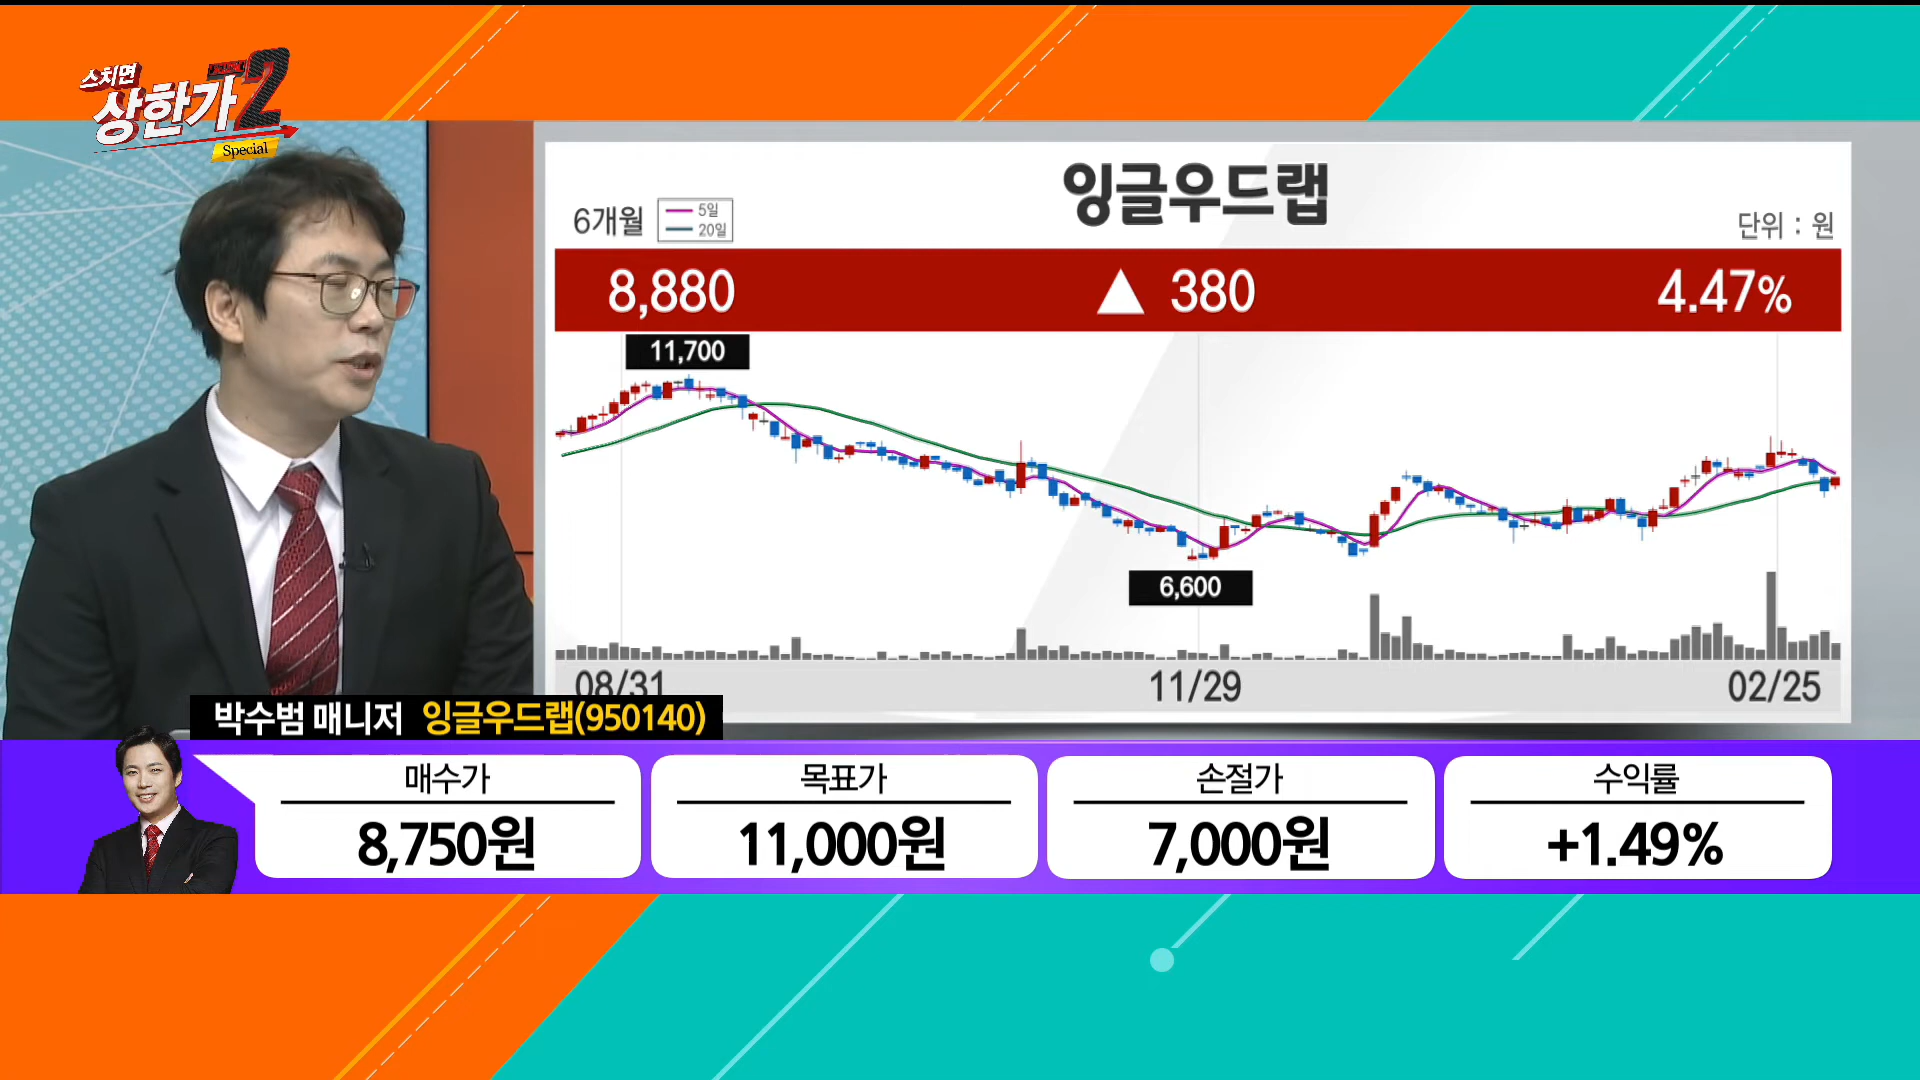 스치면
상한가2
Special
잉글우드랩
6개월
5일
20일
단위 : 원
8,880 ▲ 380 4.47%
11,700
6,600
08/31 11/29 02/25
박수범 매니저 잉글우드랩(950140)
매수가 목표가 손절가 수익률
8,750원 11,000원 7,000원 +1.49%